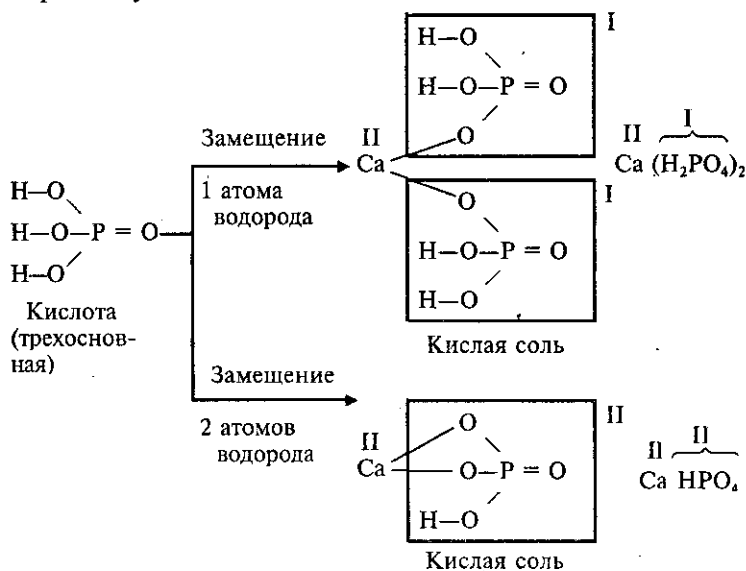 I
H—O
H—O—P = O
O
Замещение
II
Ca
II I
Ca (H₂PO₄)₂
1 атома
водорода
H—O
H—O—P = O
H—O
Кислота
(трехоснов-
ная)
I
O
H—O—P = O
H—O
Кислая соль
Замещение
2 атомов
водорода
II
Ca
II
O
O—P = O
H—O
II II
Ca HPO₄
Кислая соль